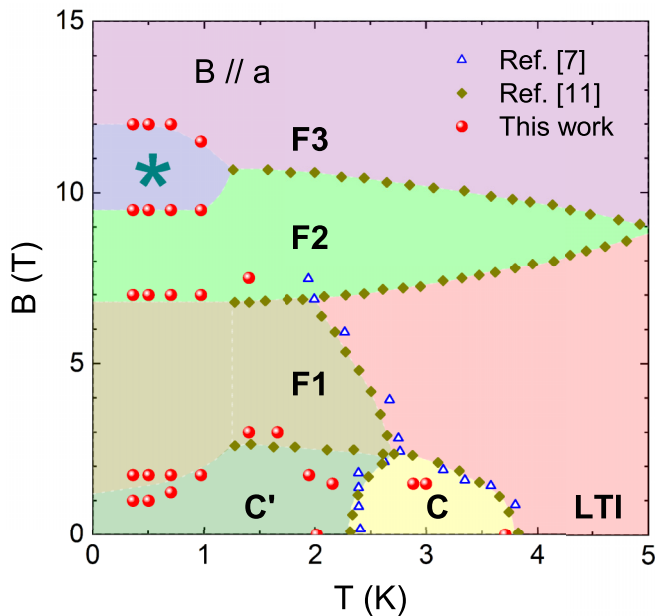 15
10
5
0
B (T)
B // a
Ref. [7]
Ref. [11]
This work
F3
*
F2
F1
C'
C
LTI
0
1
2
3
4
5
T (K)